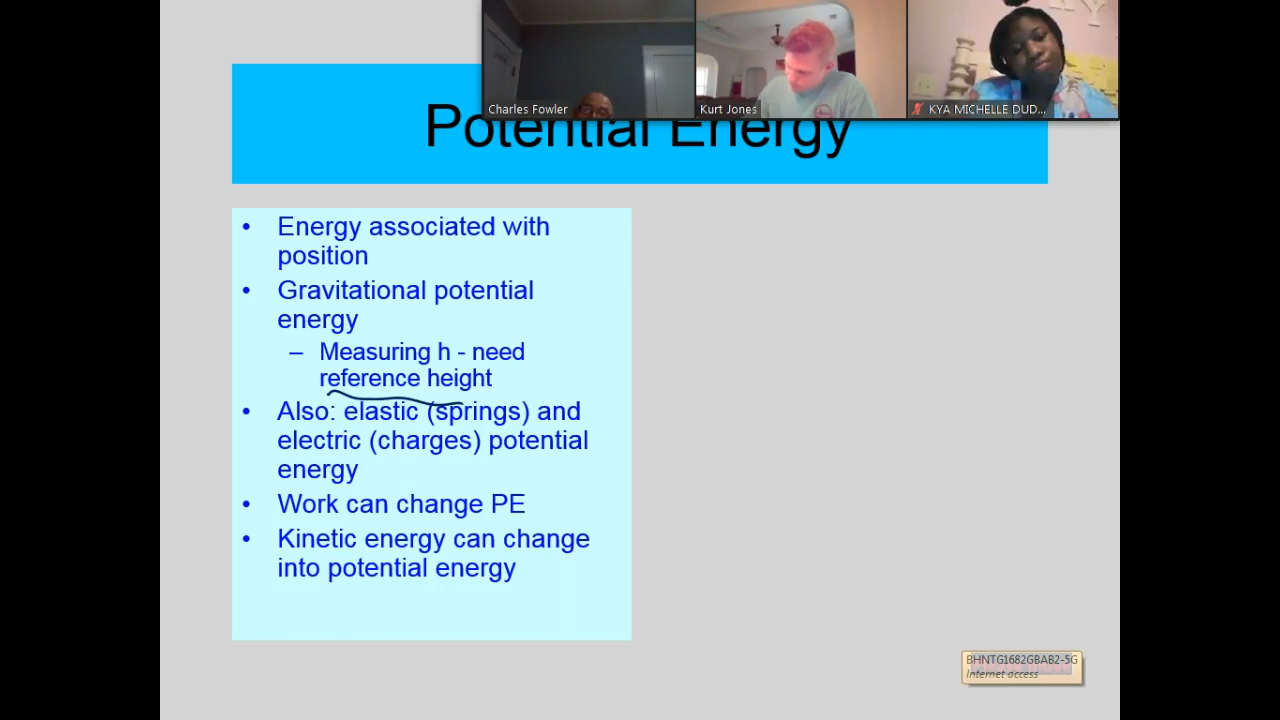 Charles Fowler
Kurt Jones
KYA MICHELLE DUD...
Potential Energy
• Energy associated with
position
• Gravitational potential
energy
– Measuring h - need
reference height
• Also: elastic (springs) and
electric (charges) potential
energy
• Work can change PE
• Kinetic energy can change
into potential energy
BHNTG1682GBAB2-5G
Internet access